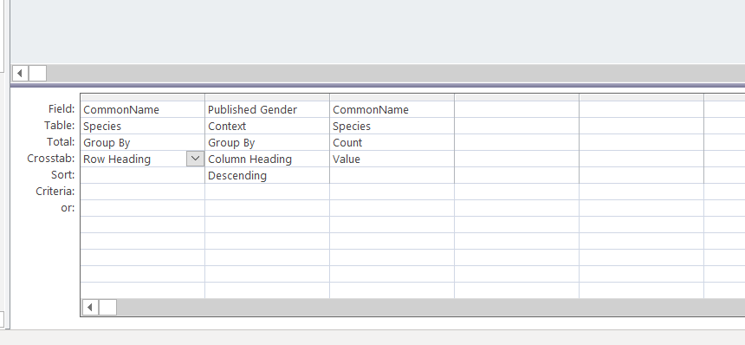 Field: CommonName Published Gender CommonName
Table: Species Context Species
Total: Group By Group By Count
Crosstab: Row Heading Column Heading Value
Sort: Descending
Criteria:
or: